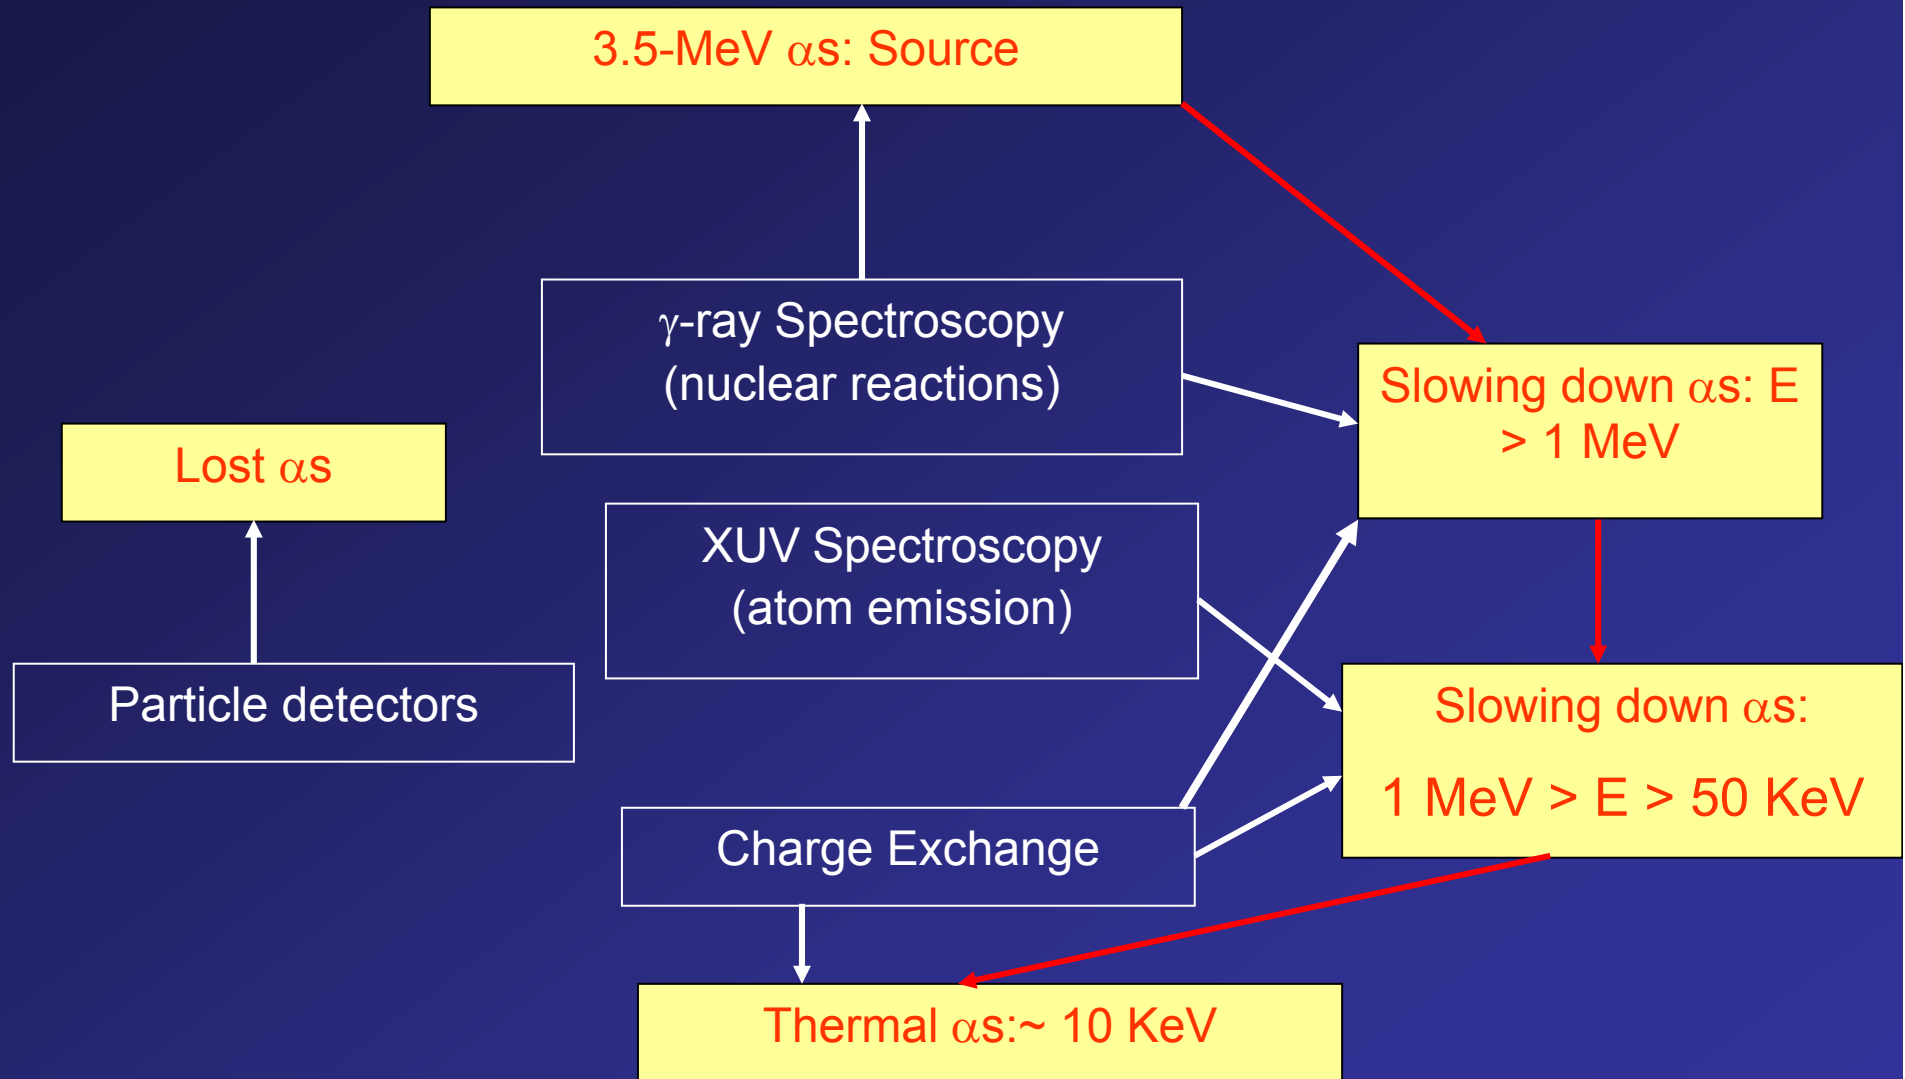 3.5-MeV αs: Source
γ-ray Spectroscopy
(nuclear reactions)
Slowing down αs: E
> 1 MeV
Lost αs
XUV Spectroscopy
(atom emission)
Particle detectors
Slowing down αs:
1 MeV > E > 50 KeV
Charge Exchange
Thermal αs:~ 10 KeV